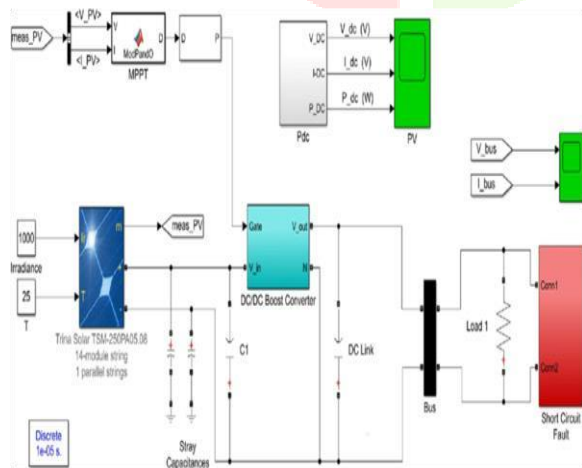 <V_PV>
meas_PV
<I_PV>
V
I
ModPandO
D
MPPT
D
P
V_DC
I-DC
P_DC
Pdc
V_dc (V)
I_dc (V)
P_dc (W)
PV
V_bus
I_bus
1000
Irradiance
25
T
T
m
+
-
meas_PV
Trina Solar TSM-250PA05.08
14-module string
1 parallel strings
Gate
V_in
V_out
N
DC/DC Boost Converter
C1
DC Link
Stray
Capacitances
Bus
Load 1
Conn1
Conn2
Short Circuit
Fault
Discrete
1e-05 s.